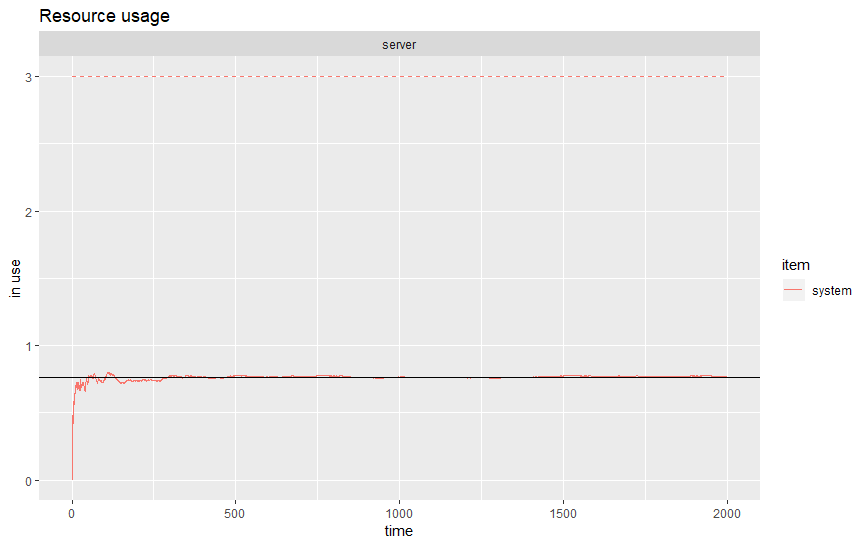 Resource usage
server
3
2
1
0
in use
0 500 1000 1500 2000
time
item
system